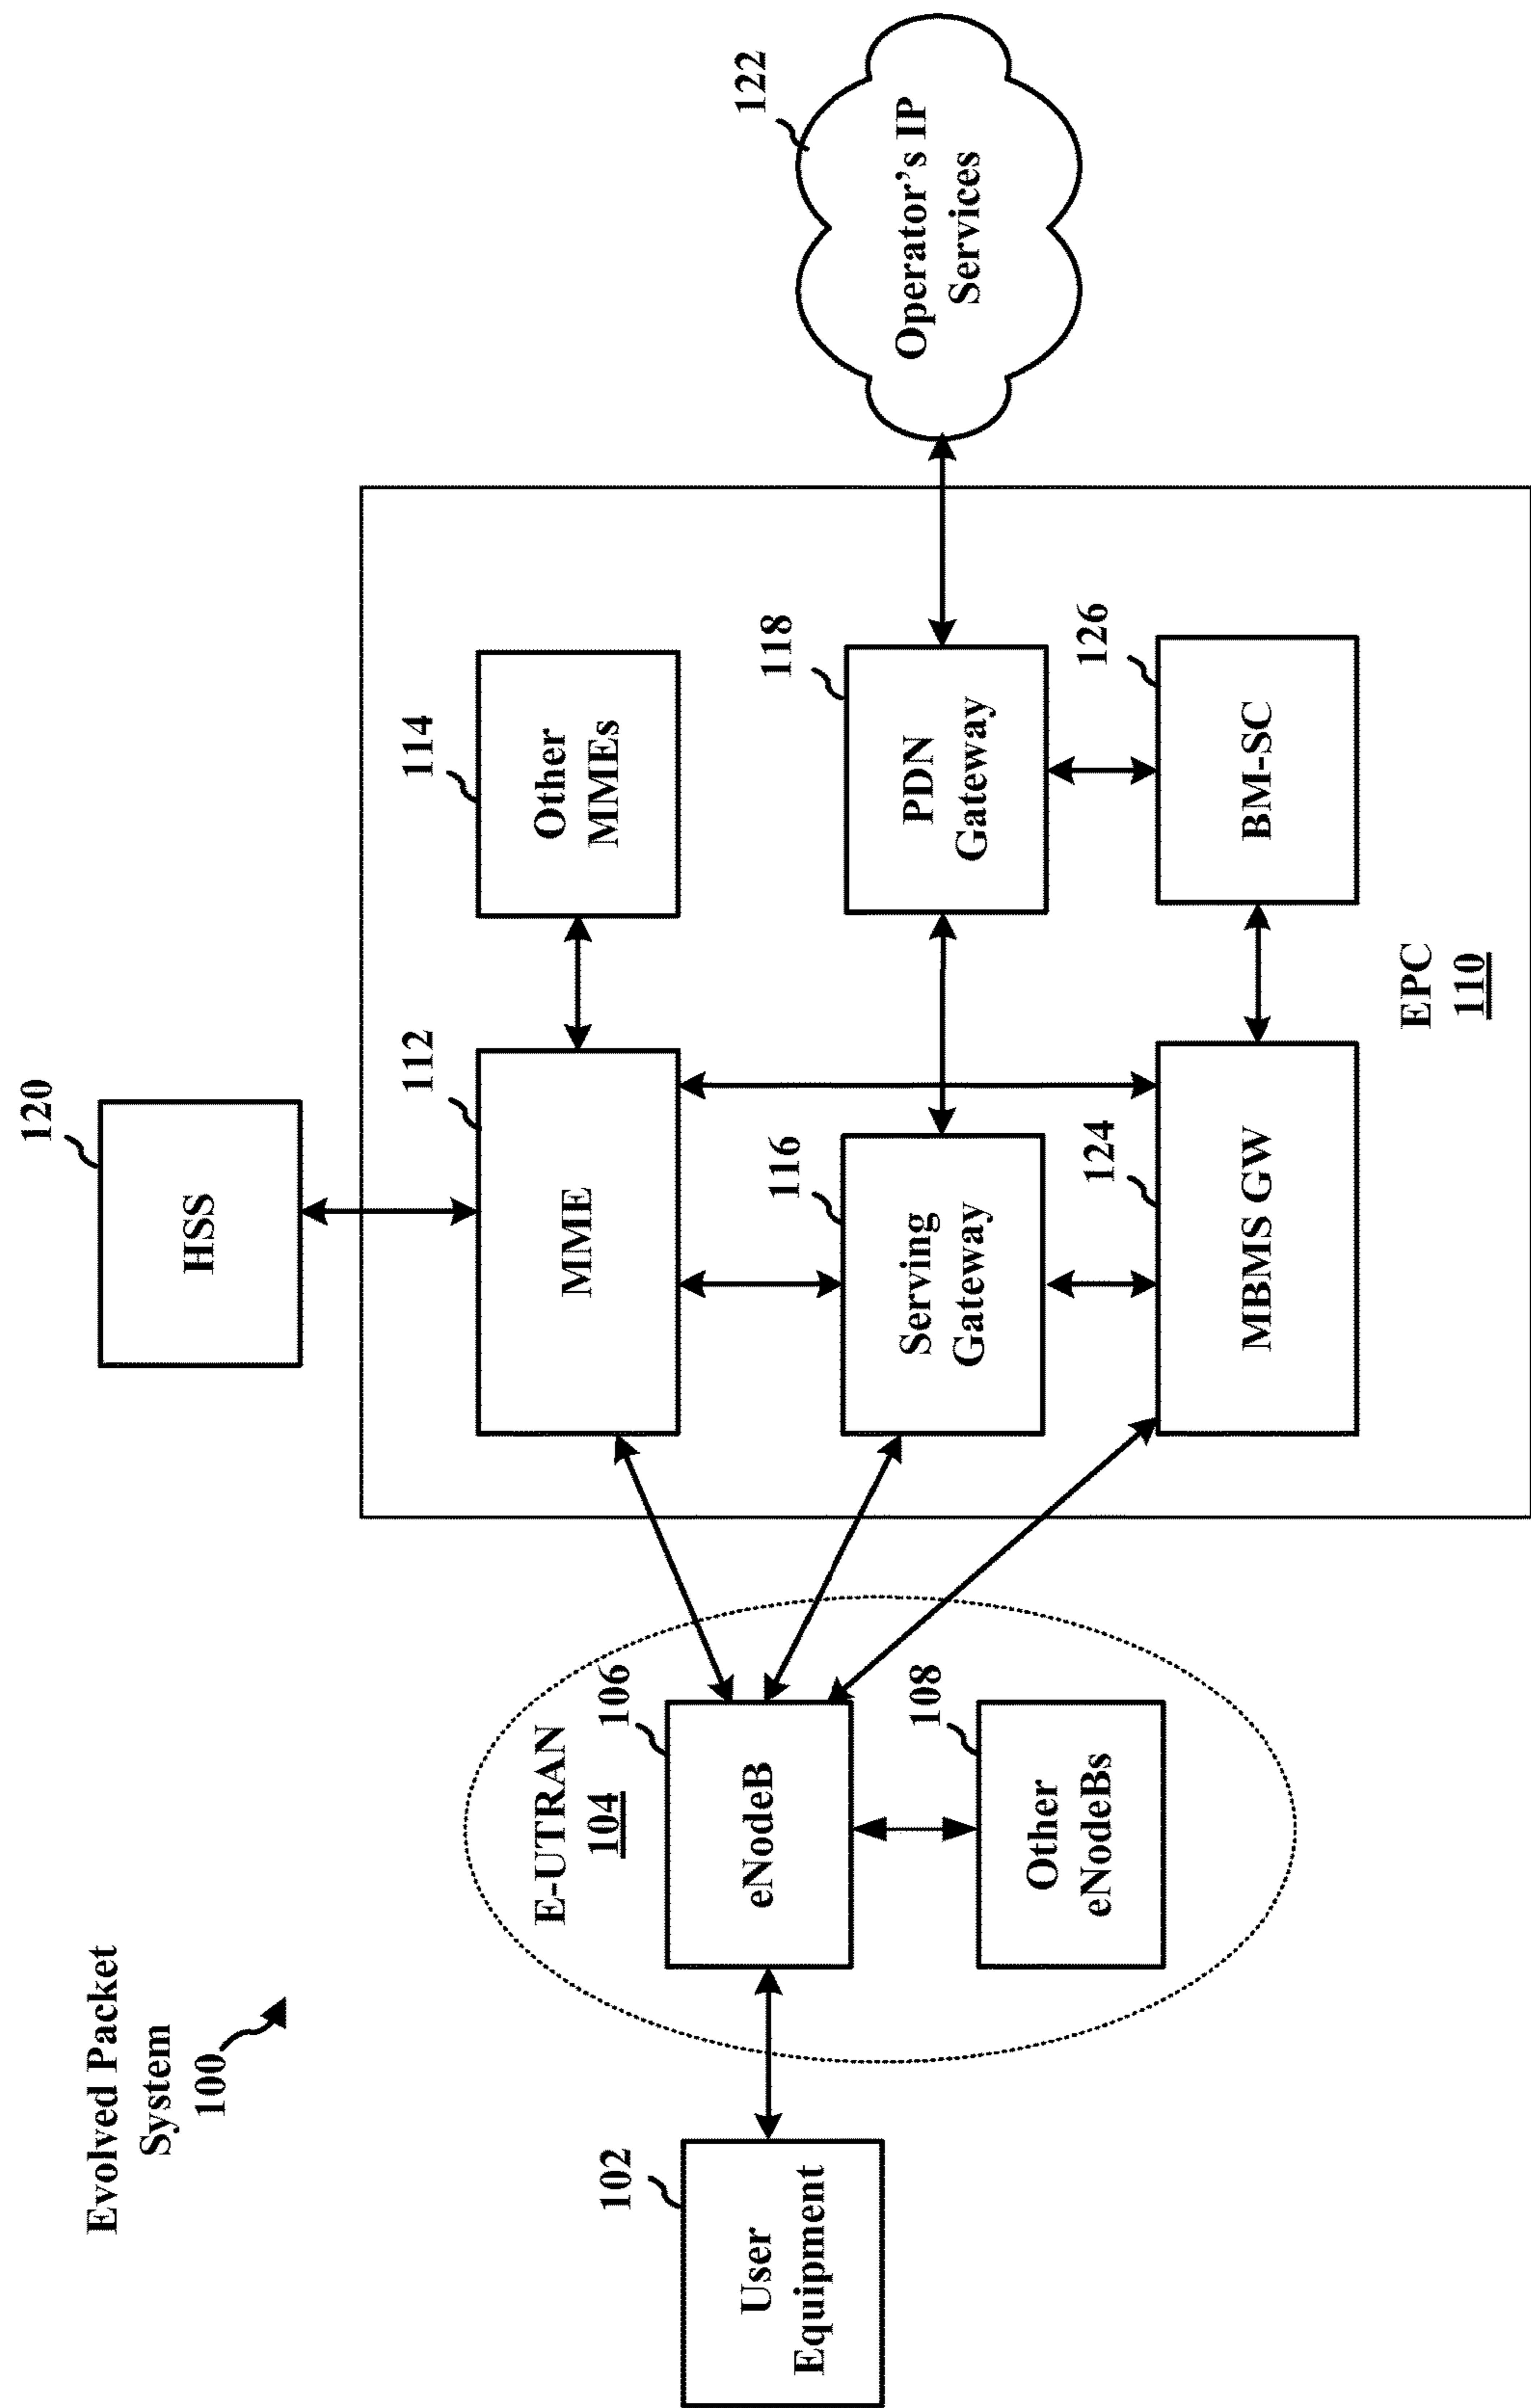 Evolved Packet
System
100
120
HSS
E-UTRAN
104
112
MME
114
Other
MMEs
102
User
Equipment
106
eNodeB
116
Serving
Gateway
118
PDN
Gateway
122
Operator's IP
Services
108
Other
eNodeBs
124
MBMS GW
126
BM-SC
EPC
110